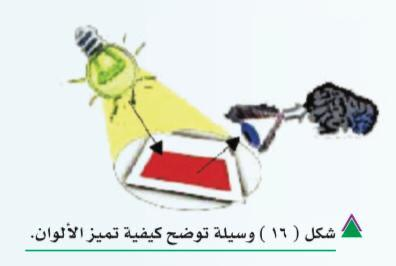 شكل ( ١٦ ) وسيلة توضح كيفية تميز الألوان.